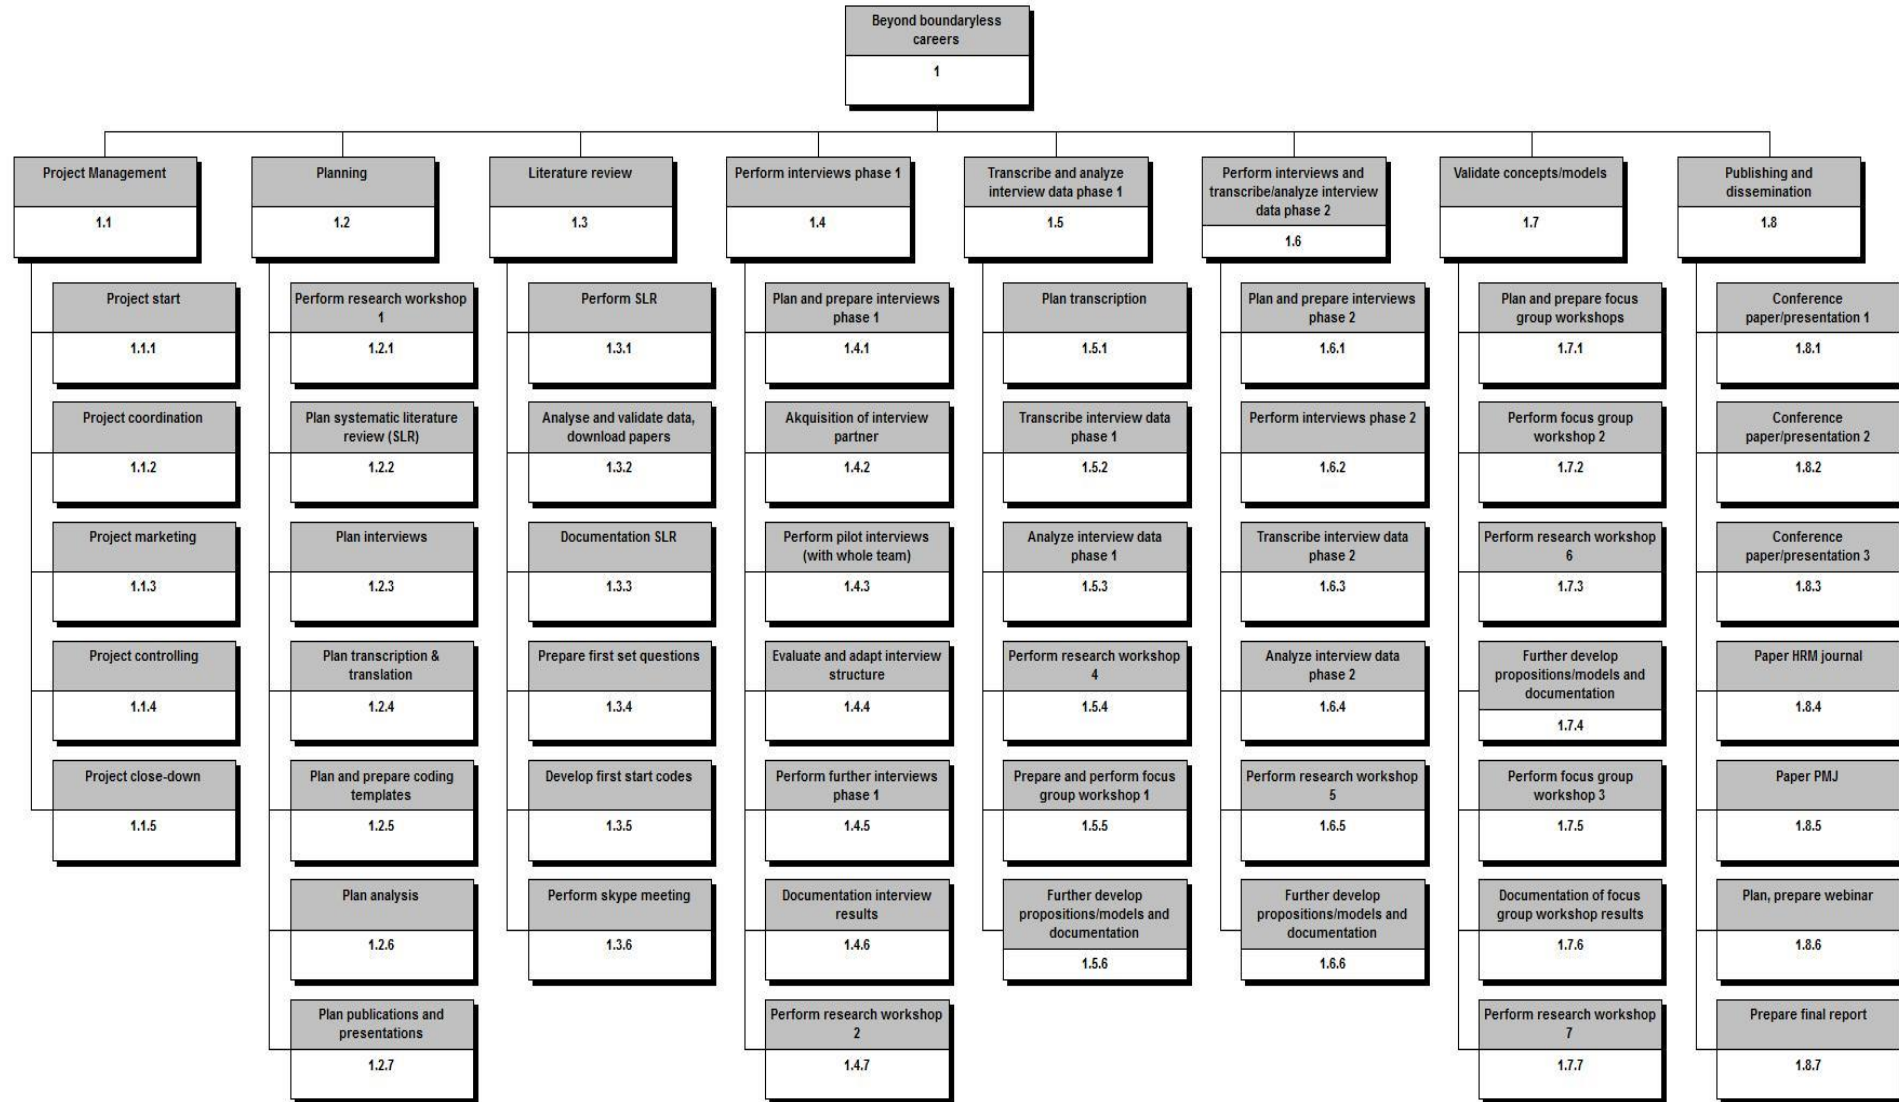 Beyond boundaryless
careers
1
Project Management
1.1
Planning
1.2
Literature review
1.3
Perform interviews phase 1
1.4
Transcribe and analyze
interview data phase 1
1.5
Perform interviews and
transcribe/analyze interview
data phase 2
1.6
Validate concepts/models
1.7
Publishing and
dissemination
1.8
Project start
1.1.1
Project coordination
1.1.2
Project marketing
1.1.3
Project controlling
1.1.4
Project close-down
1.1.5
Perform research workshop
1
1.2.1
Plan systematic literature
review (SLR)
1.2.2
Plan interviews
1.2.3
Plan transcription &
translation
1.2.4
Plan and prepare coding
templates
1.2.5
Plan analysis
1.2.6
Plan publications and
presentations
1.2.7
Perform SLR
1.3.1
Analyse and validate data,
download papers
1.3.2
Documentation SLR
1.3.3
Prepare first set questions
1.3.4
Develop first start codes
1.3.5
Perform skype meeting
1.3.6
Plan and prepare interviews
phase 1
1.4.1
Akquisition of interview
partner
1.4.2
Perform pilot interviews
(with whole team)
1.4.3
Evaluate and adapt interview
structure
1.4.4
Perform further interviews
phase 1
1.4.5
Documentation interview
results
1.4.6
Perform research workshop
2
1.4.7
Plan transcription
1.5.1
Transcribe interview data
phase 1
1.5.2
Analyze interview data
phase 1
1.5.3
Perform research workshop
4
1.5.4
Prepare and perform focus
group workshop 1
1.5.5
Further develop
propositions/models and
documentation
1.5.6
Plan and prepare interviews
phase 2
1.6.1
Perform interviews phase 2
1.6.2
Transcribe interview data
phase 2
1.6.3
Analyze interview data
phase 2
1.6.4
Perform research workshop
5
1.6.5
Further develop
propositions/models and
documentation
1.6.6
Plan and prepare focus
group workshops
1.7.1
Perform focus group
workshop 2
1.7.2
Perform research workshop
6
1.7.3
Further develop
propositions/models and
documentation
1.7.4
Perform focus group
workshop 3
1.7.5
Documentation of focus
group workshop results
1.7.6
Perform research workshop
7
1.7.7
Conference
paper/presentation 1
1.8.1
Conference
paper/presentation 2
1.8.2
Conference
paper/presentation 3
1.8.3
Paper HRM journal
1.8.4
Paper PMJ
1.8.5
Plan, prepare webinar
1.8.6
Prepare final report
1.8.7